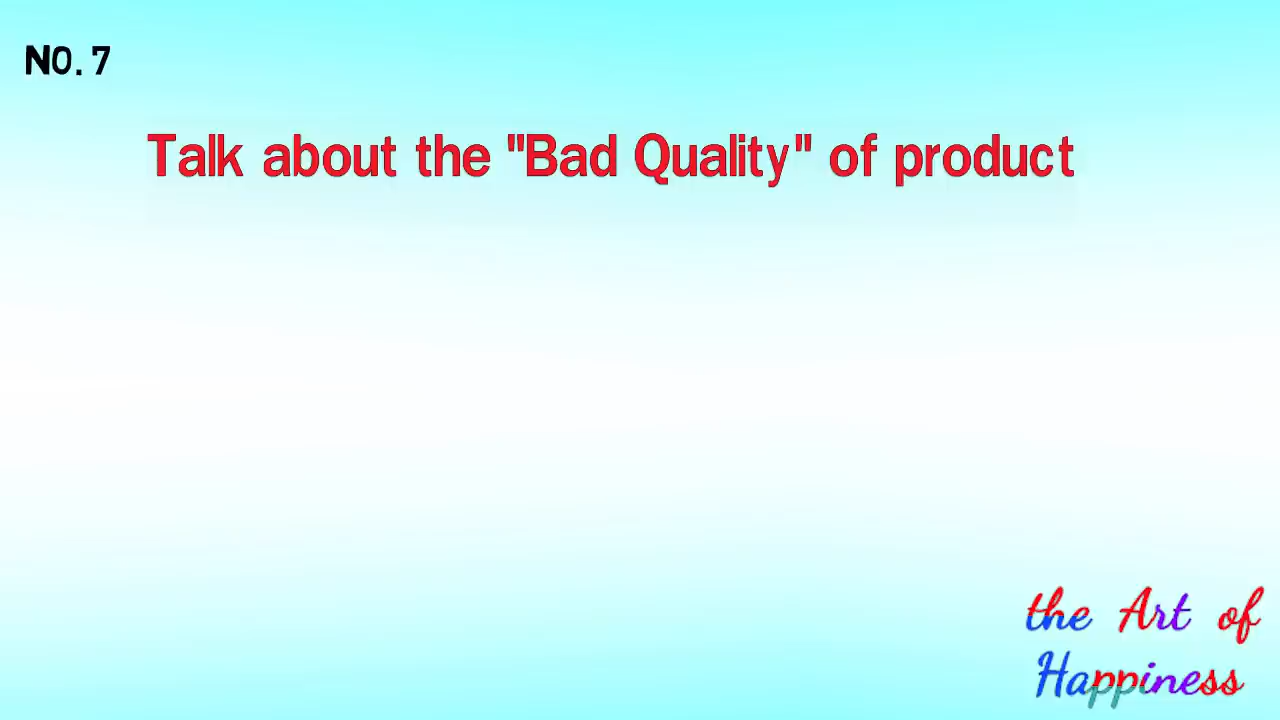 NO. 7
Talk about the "Bad Quality" of product
the Art of
Happiness